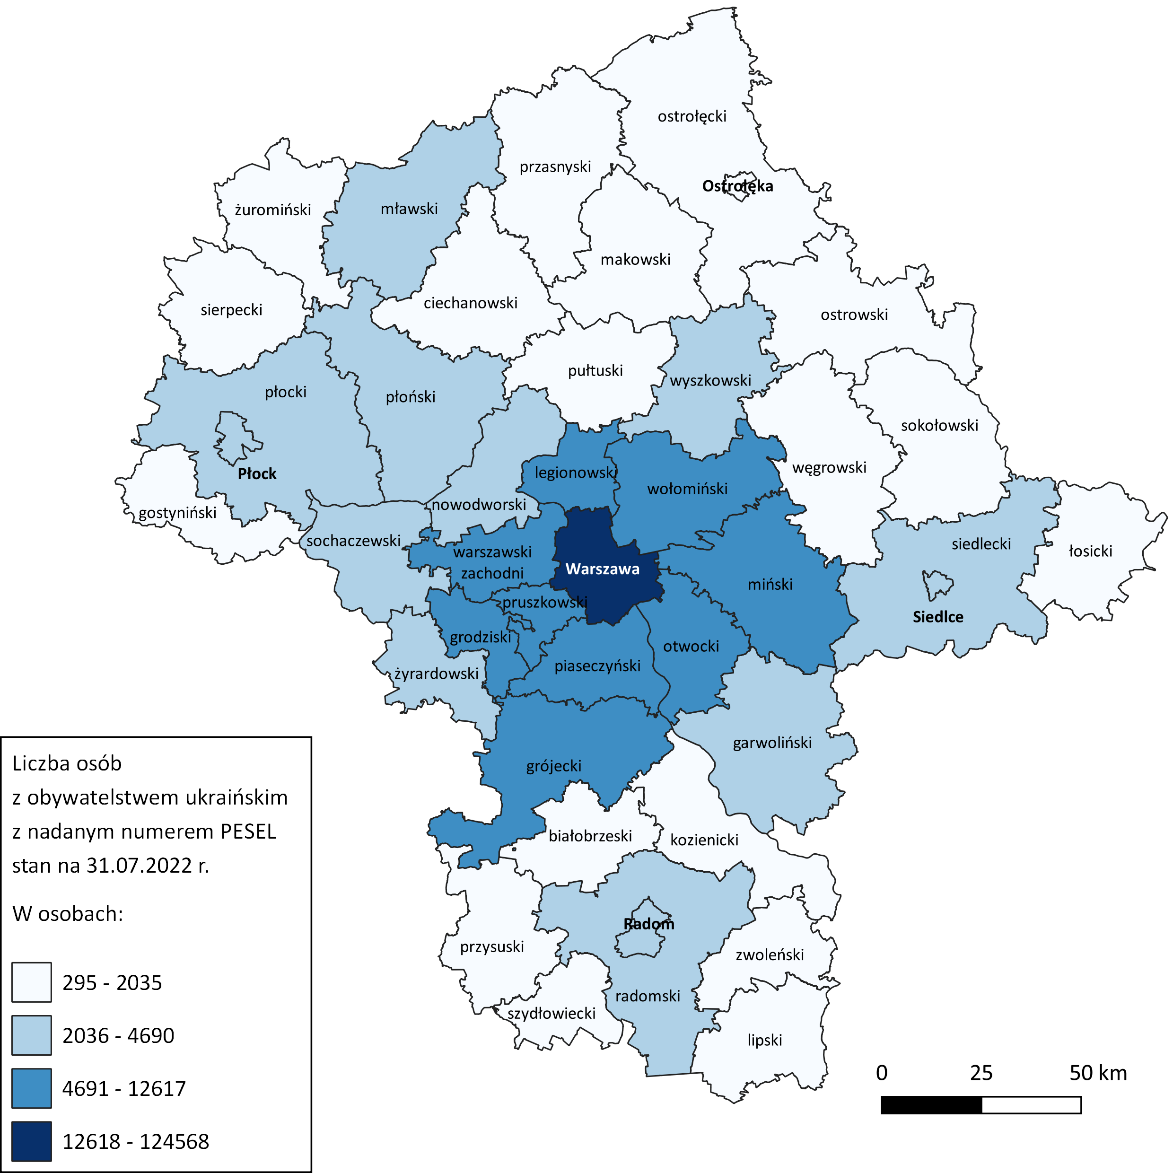 ostrołęcki
przasnyski
Ostrołęka
żuromiński
mławski
makowski
ciechanowski
sierpecki
ostrowski
pułtuski
wyszkowski
płocki
płoński
sokołowski
węgrowski
Płock
legionowski
wołomiński
nowodworski
gostyniński
sochaczewski
siedlecki
łosicki
warszawski
zachodni
Warszawa
miński
pruszkowski
Siedlce
grodziski
otwocki
piaseczyński
żyrardowski
garwoliński
grójecki
białobrzeski
kozienicki
Radom
przysuski
zwoleński
radomski
szydłowiecki
lipski
Liczba osób
z obywatelstwem ukraińskim
z nadanym numerem PESEL
stan na 31.07.2022 r.
W osobach:
295 - 2035
2036 - 4690
4691 - 12617
12618 - 124568
0 25 50 km